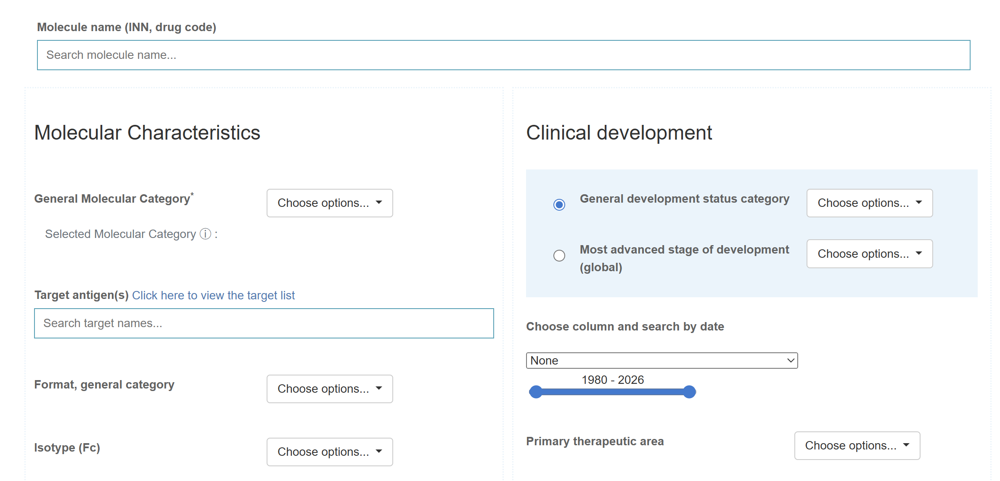 Molecule name (INN, drug code)
Search molecule name...
Molecular Characteristics
General Molecular Category*
Choose options...
Selected Molecular Category ⓘ :
Target antigen(s) Click here to view the target list
Search target names...
Format, general category
Choose options...
Isotype (Fc)
Choose options...
Clinical development
General development status category
Choose options...
Most advanced stage of development
(global)
Choose options...
Choose column and search by date
None
1980 - 2026
Primary therapeutic area
Choose options...